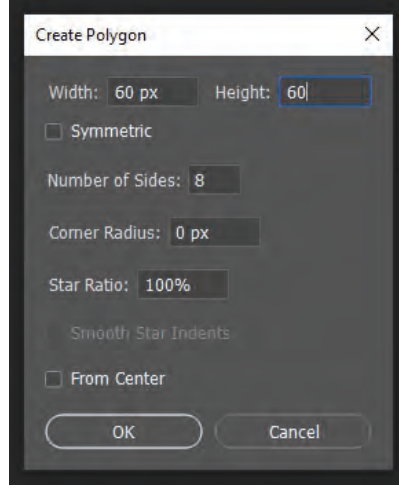 Create Polygon
Width: 60 px Height: 60
Symmetric
Number of Sides: 8
Corner Radius: 0 px
Star Ratio: 100%
Smooth Star Indents
From Center
OK Cancel